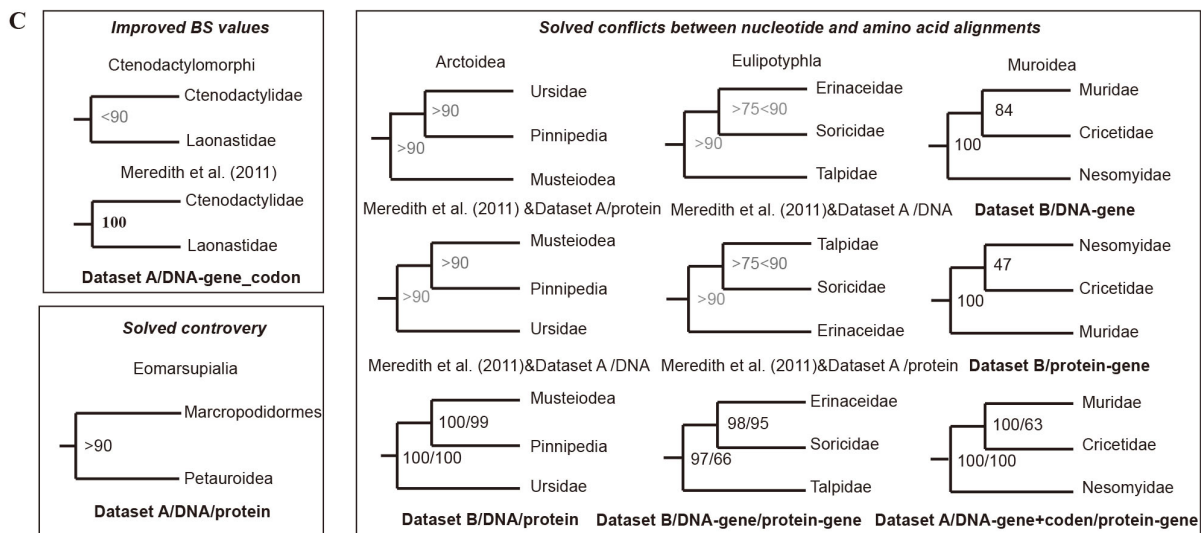 C
Improved BS values
Ctenodactylomorphi
Ctenodactylidae
<90
Laonastidae
Meredith et al. (2011)
Ctenodactylidae
100
Laonastidae
Dataset A/DNA-gene_codon
Solved controvery
Eomarsupialia
Marcropodidormes
>90
Petauroidea
Dataset A/DNA/protein
Solved conflicts between nucleotide and amino acid alignments
Arctoidea
Ursidae
>90
Pinnipedia
>90
Musteiodea
Meredith et al. (2011) &Dataset A/protein
Musteiodea
>90
Pinnipedia
>90
Ursidae
Meredith et al. (2011)&Dataset A /DNA
Musteiodea
100/99
Pinnipedia
100/100
Ursidae
Dataset B/DNA/protein
Eulipotyphla
Erinaceidae
>75<90
Soricidae
>90
Talpidae
Meredith et al. (2011)&Dataset A /DNA
Talpidae
>75<90
Soricidae
>90
Erinaceidae
Meredith et al. (2011)&Dataset A /protein
Erinaceidae
98/95
Soricidae
97/66
Talpidae
Dataset B/DNA-gene/protein-gene
Muroidea
Muridae
84
Cricetidae
100
Nesomyidae
Dataset B/DNA-gene
Nesomyidae
47
Cricetidae
100
Muridae
Dataset B/protein-gene
Muridae
100/63
Cricetidae
100/100
Nesomyidae
Dataset A/DNA-gene+coden/protein-gene